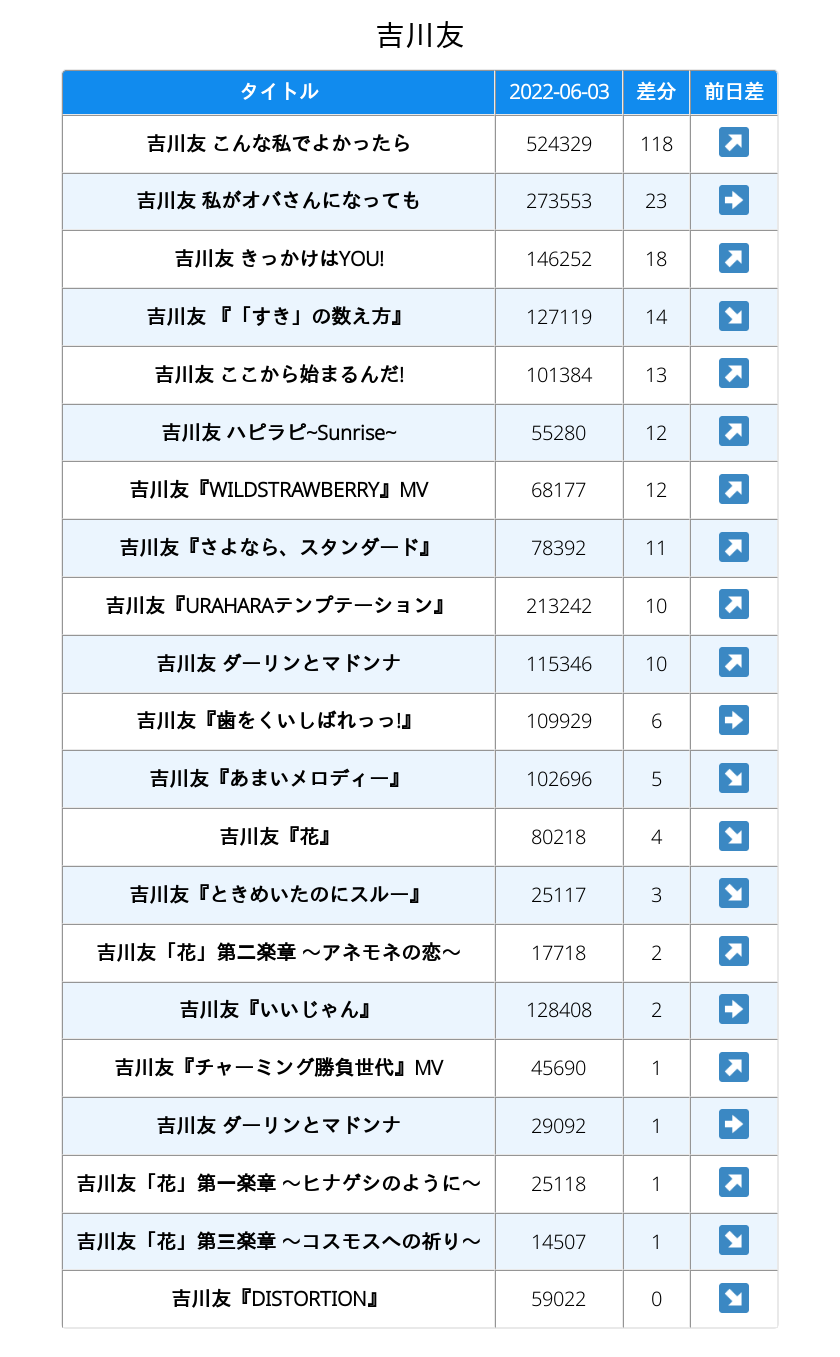 吉川友
タイトル 2022-06-03 差分 前日差
吉川友 こんな私でよかったら 524329 118 ↗
吉川友 私がオバさんになっても 273553 23 ➡
吉川友 きっかけはYOU! 146252 18 ↗
吉川友 『「すき」の数え方』 127119 14 ↘
吉川友 ここから始まるんだ! 101384 13 ↗
吉川友 ハピラピ~Sunrise~ 55280 12 ↗
吉川友『WILDSTRAWBERRY』MV 68177 12 ↗
吉川友『さよなら、スタンダード』 78392 11 ↗
吉川友『URAHARAテンプテーション』 213242 10 ↗
吉川友 ダーリンとマドンナ 115346 10 ↗
吉川友『歯をくいしばれっっ!』 109929 6 ➡
吉川友『あまいメロディー』 102696 5 ↘
吉川友『花』 80218 4 ↘
吉川友『ときめいたのにスルー』 25117 3 ↘
吉川友「花」第二楽章 〜アネモネの恋〜 17718 2 ↗
吉川友『いいじゃん』 128408 2 ➡
吉川友『チャーミング勝負世代』MV 45690 1 ↗
吉川友 ダーリンとマドンナ 29092 1 ➡
吉川友「花」第一楽章 〜ヒナゲシのように〜 25118 1 ↗
吉川友「花」第三楽章 〜コスモスへの祈り〜 14507 1 ↘
吉川友『DISTORTION』 59022 0 ↘